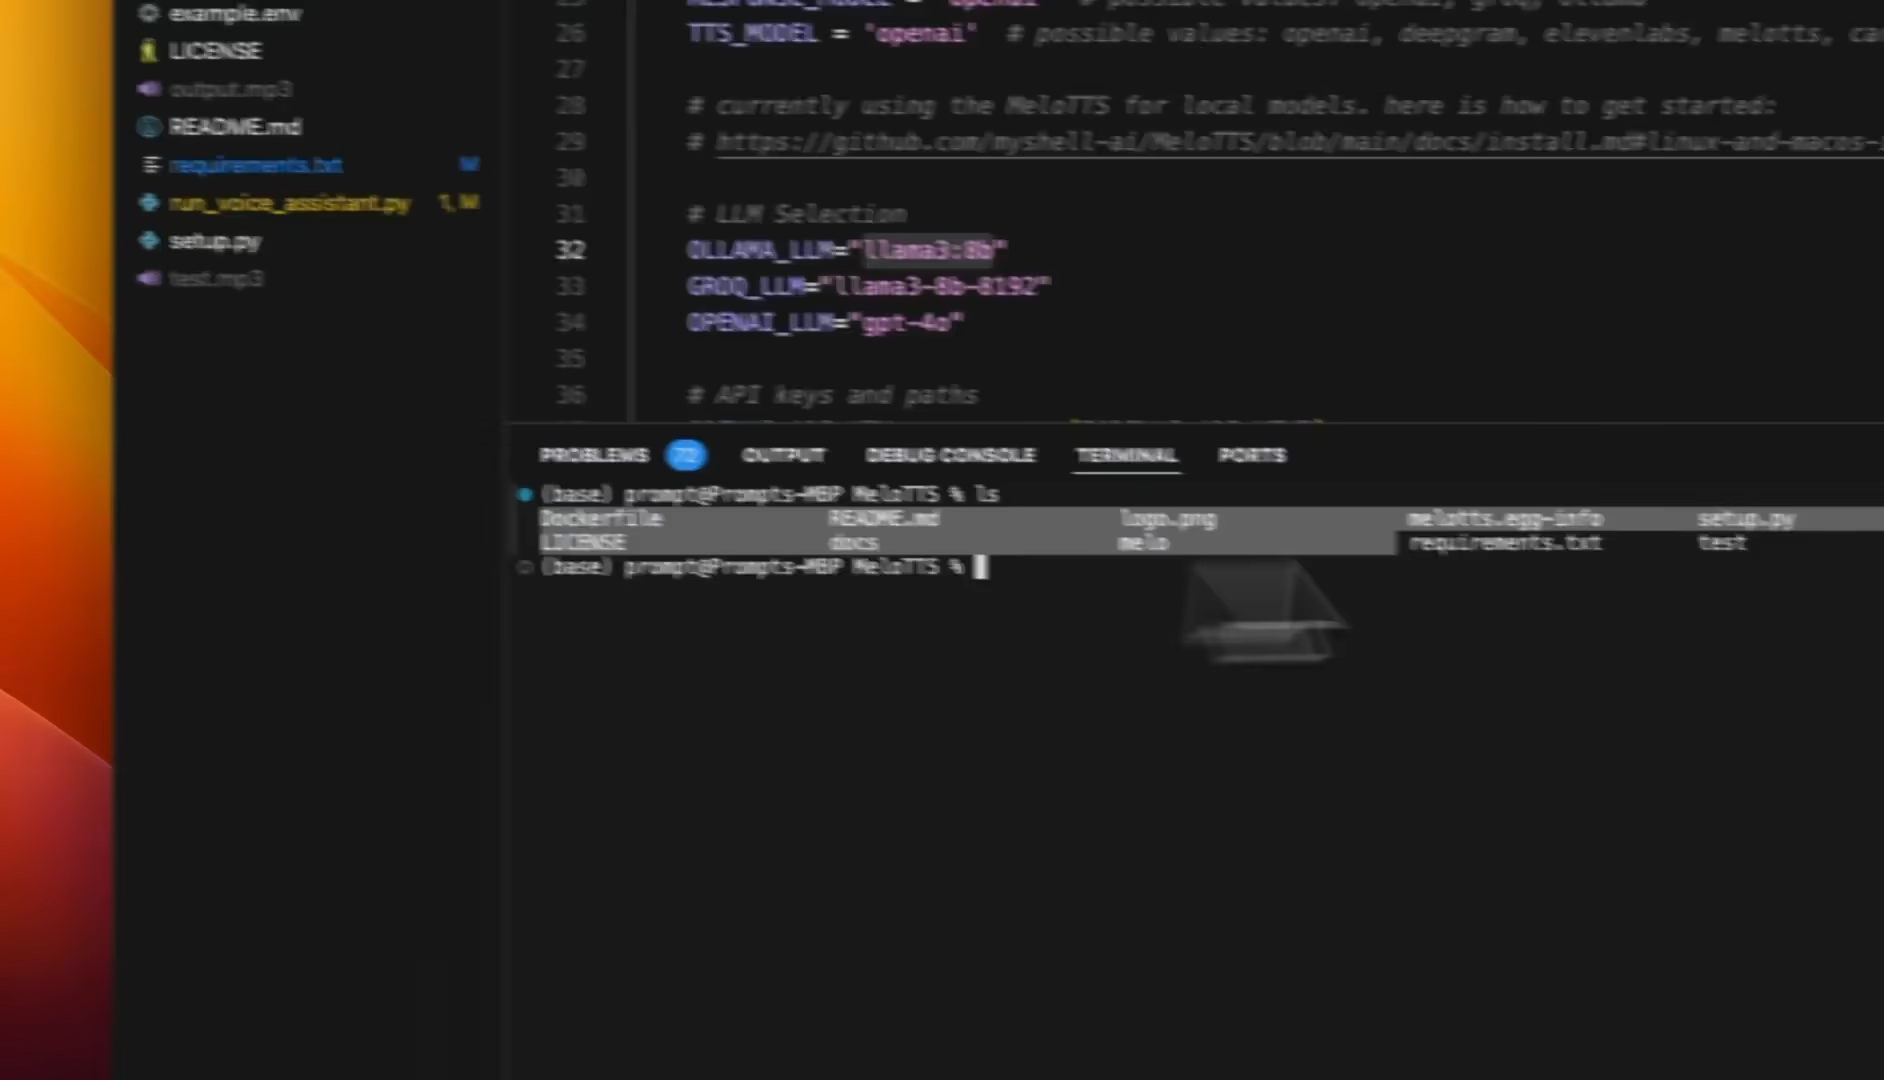 example.env
LICENSE
output.mp3
README.md
requirements.txt M
run_voice_assistant.py 1, M
setup.py
test.mp3
26 TTS_MODEL = 'openai' # possible values: openai, deepgram, elevenlabs, melotts,
27
28 # currently using the MeloTTS for local models. here is how to get started:
29 # https://github.com/myshell-ai/MeloTTS/blob/main/docs/install.md#linux-and-macos-
30
31 # LLM Selection
32 OLLAMA_LLM="llama3:8b"
33 GROQ_LLM="llama3-8b-8192"
34 OPENAI_LLM="gpt-4o"
35
36 # API keys and paths
PROBLEMS 72 OUTPUT DEBUG CONSOLE TERMINAL PORTS
(base) prompt@Prompts-MBP MeloTTS % ls
Dockerfile README.md logo.png melotts.egg-info setup.py
LICENSE docs melo requirements.txt test
(base) prompt@Prompts-MBP MeloTTS %